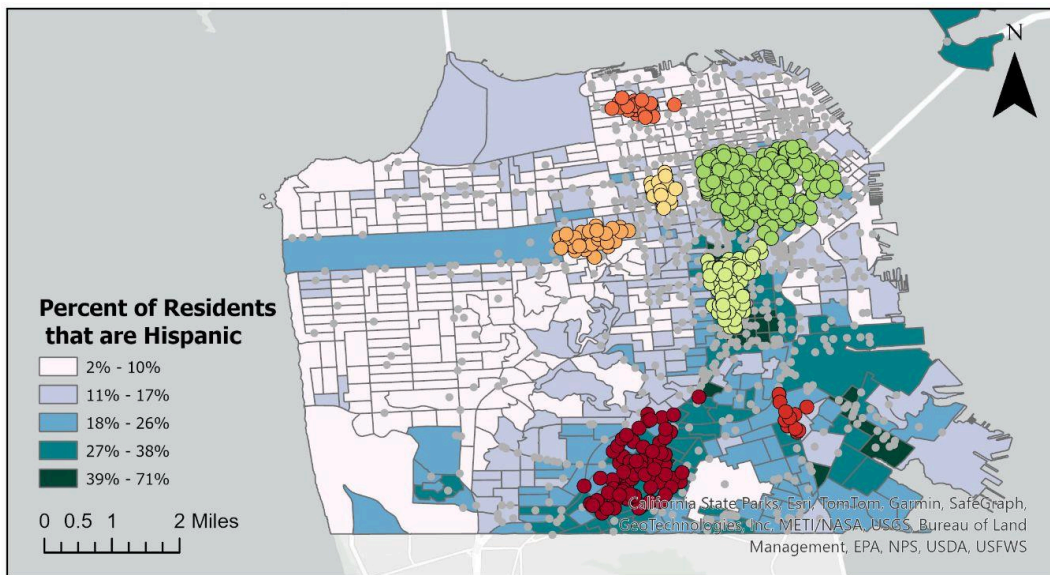 N
Percent of Residents
that are Hispanic
2% - 10%
11% - 17%
18% - 26%
27% - 38%
39% - 71%
0 0.5 1 2 Miles
California State Parks, Esri, TomTom, Garmin, SafeGraph,
GeoTechnologies, Inc, METI/NASA, USGS, Bureau of Land
Management, EPA, NPS, USDA, USFWS